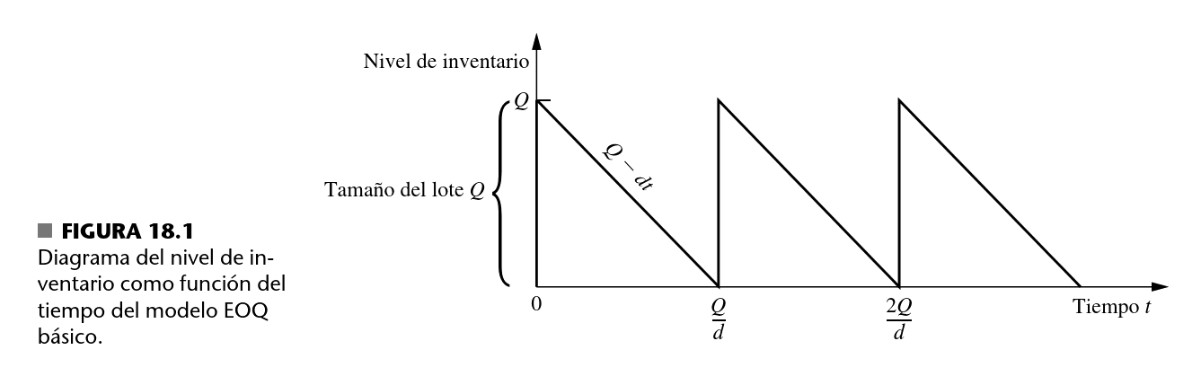 Nivel de inventario
Q
Q – dt
Tamaño del lote Q
0
Q
d
2Q
d
Tiempo t
FIGURA 18.1
Diagrama del nivel de in-
ventario como función del
tiempo del modelo EOQ
básico.